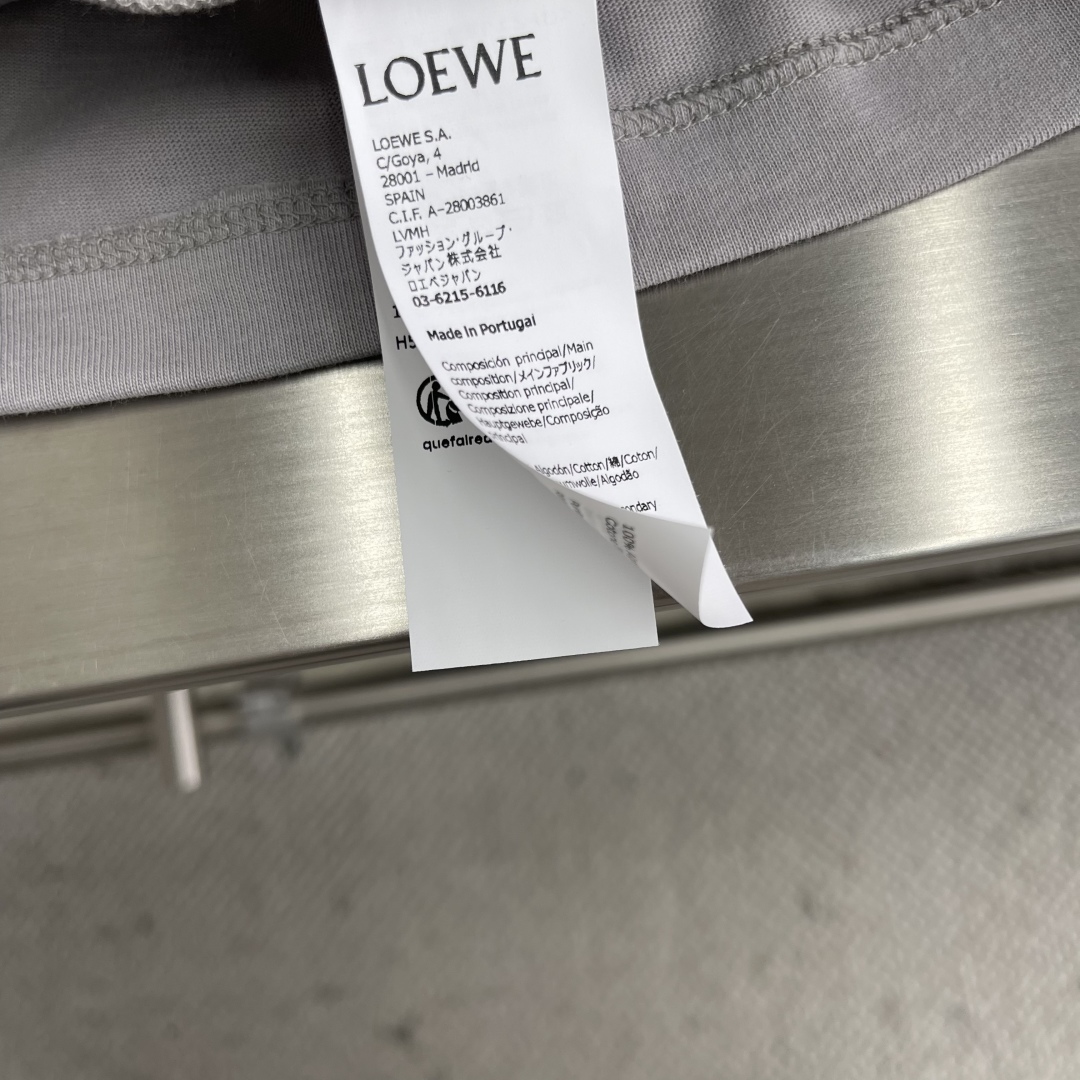 LOEWE
LOEWE S.A.
C/Goya, 4
28001 - Madrid
SPAIN
C.I.F. A-28003861
LVMH
ファッション・グループ・
ジャパン株式会社
ロエベジャパン
03-6215-6116
Made In Portugal
Composición principal/Main
composition/メインファブリック/
Composition principal/
Composizione principale/
Hauptgewebe/Composição
Algodón/Cotton/綿/Coton/
/Algodão
100%